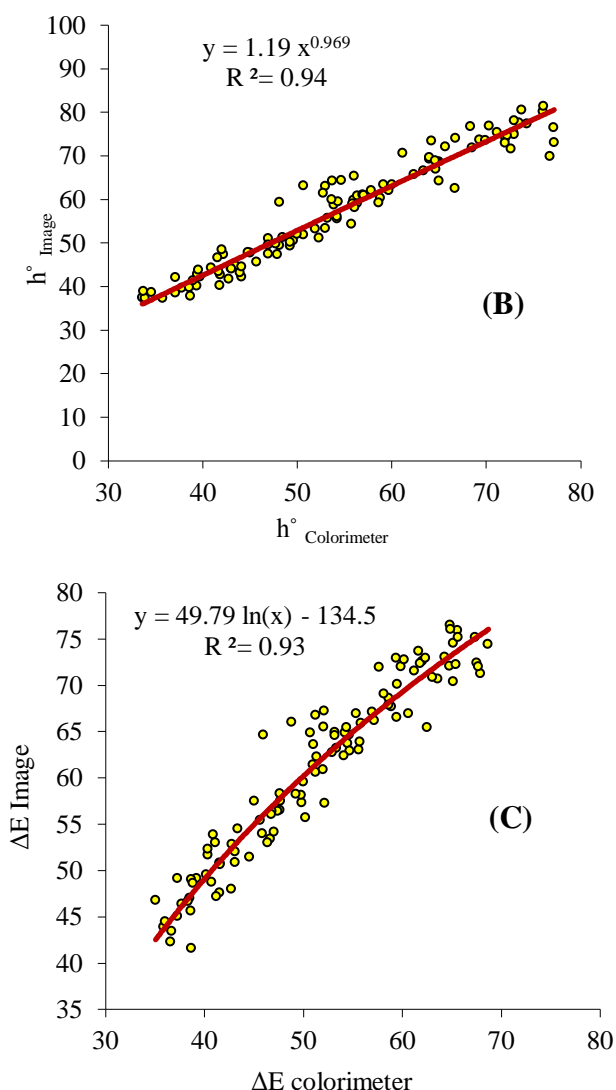 100
y = 1.19 x^0.969
90
R ²= 0.94
80
70
60
50
40
30
20
10
0
h° Image
(B)
30 40 50 60 70 80
h° Colorimeter
80
y = 49.79 ln(x) - 134.5
75
R ²= 0.93
70
65
60
55
50
45
40
35
ΔE Image
(C)
30 40 50 60 70 80
ΔE colorimeter